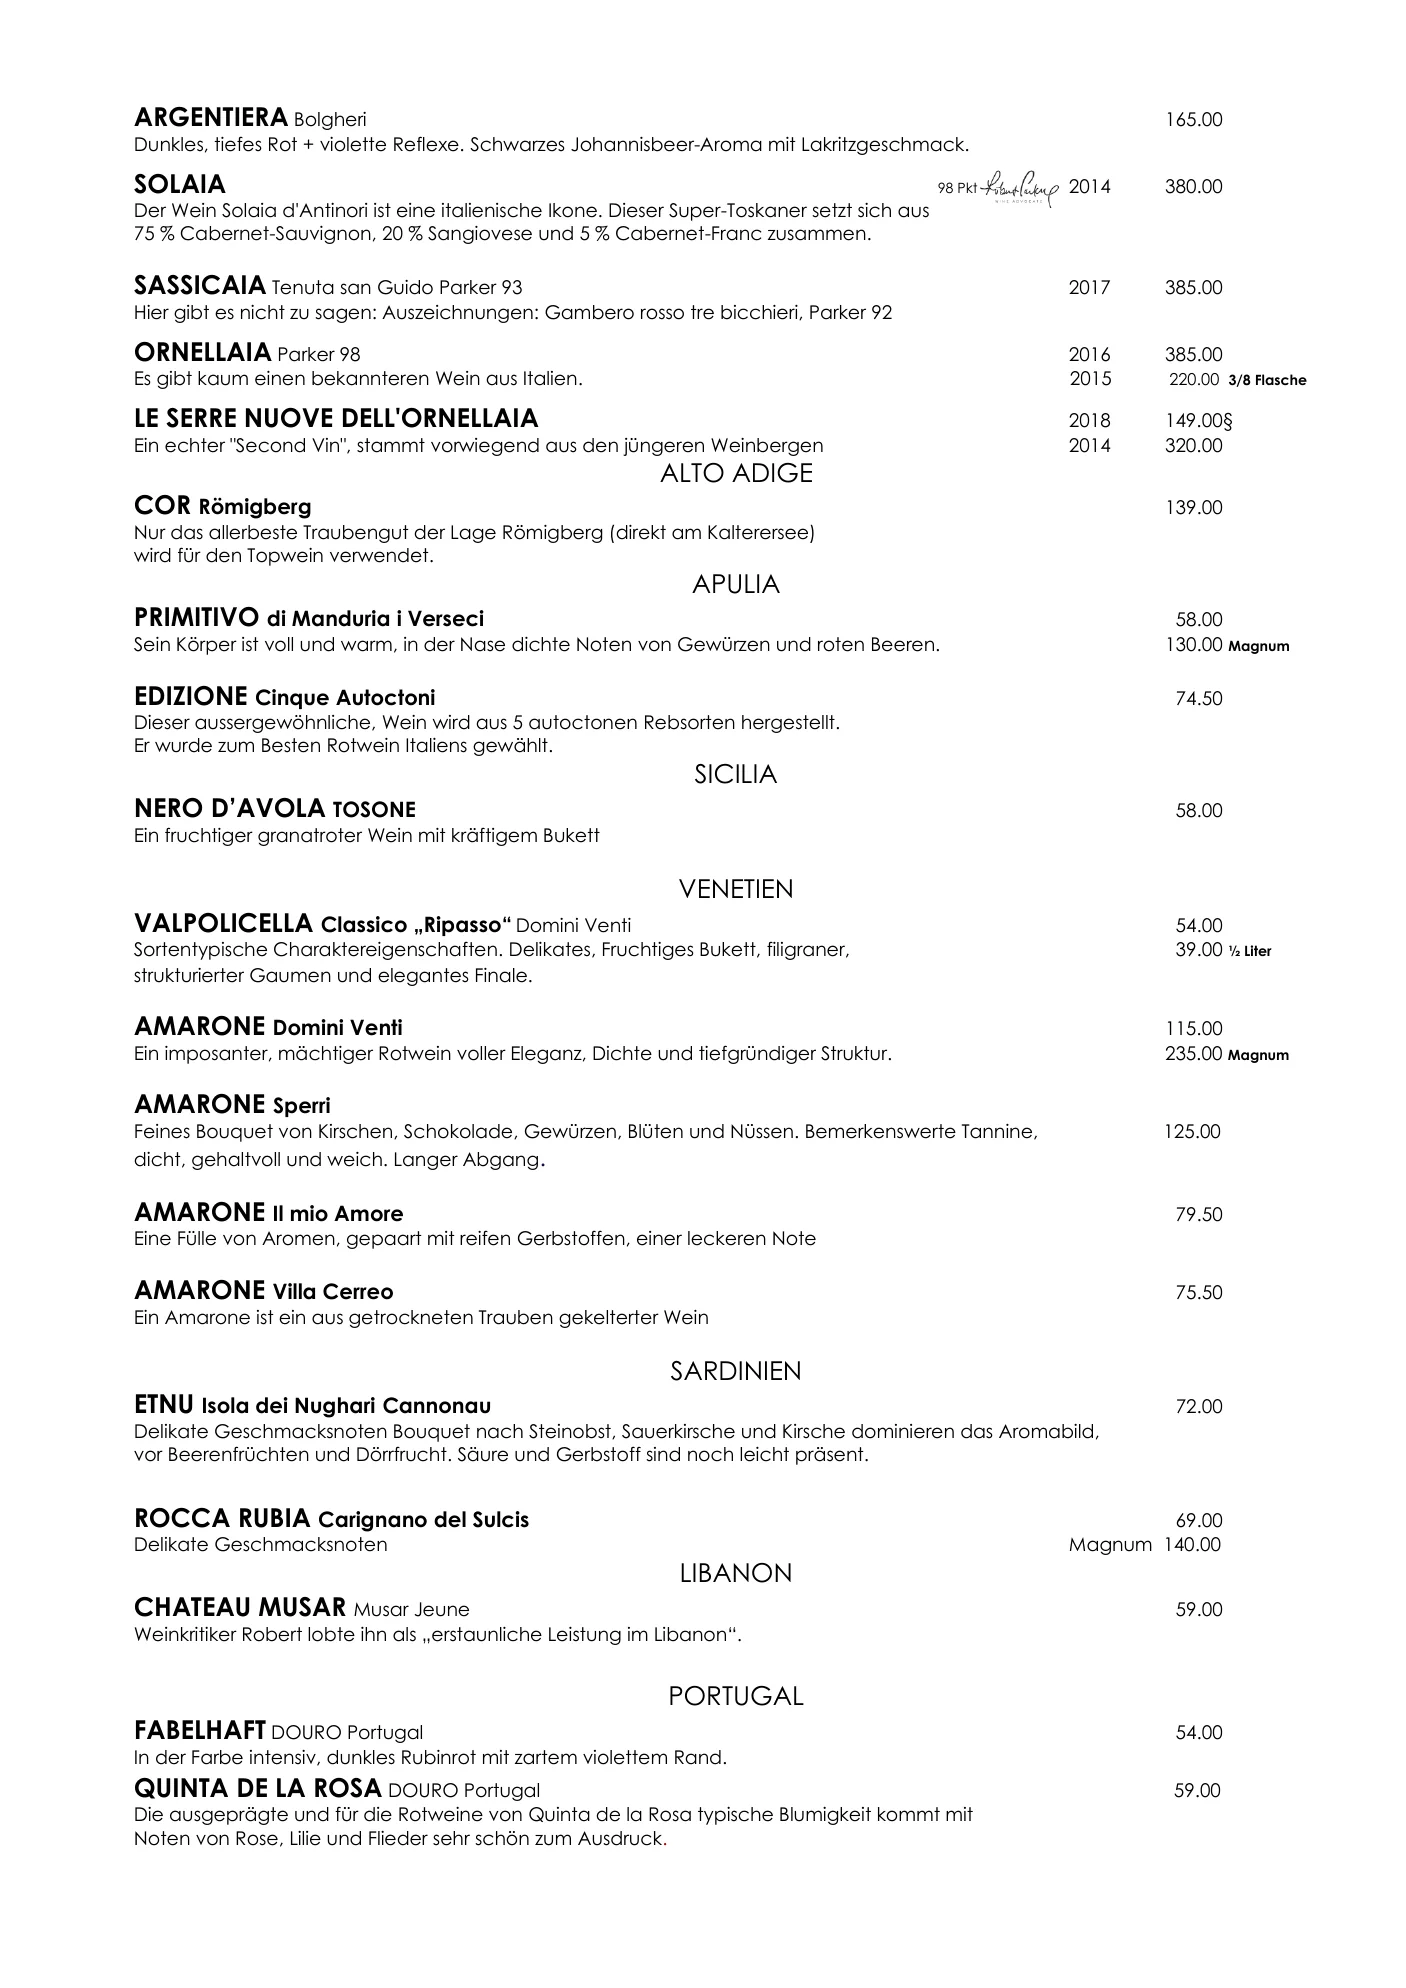 ARGENTIERA Bolgheri 165.00
Dunkles, tiefes Rot + violette Reflexe. Schwarzes Johannisbeer-Aroma mit Lakritzgeschmack.
SOLAIA 98 Pkt Robert Parker WINE ADVOCATE 2014 380.00
Der Wein Solaia d'Antinori ist eine italienische Ikone. Dieser Super-Toskaner setzt sich aus
75 % Cabernet-Sauvignon, 20 % Sangiovese und 5 % Cabernet-Franc zusammen.
SASSICAIA Tenuta san Guido Parker 93 2017 385.00
Hier gibt es nicht zu sagen: Auszeichnungen: Gambero rosso tre bicchieri, Parker 92
ORNELLAIA Parker 98 2016 385.00
Es gibt kaum einen bekannteren Wein aus Italien. 2015 220.00 3/8 Flasche
LE SERRE NUOVE DELL'ORNELLAIA 2018 149.00§
Ein echter "Second Vin", stammt vorwiegend aus den jüngeren Weinbergen 2014 320.00
ALTO ADIGE
COR Römigberg 139.00
Nur das allerbeste Traubengut der Lage Römigberg (direkt am Kalterersee)
wird für den Topwein verwendet.
APULIA
PRIMITIVO di Manduria i Verseci 58.00
Sein Körper ist voll und warm, in der Nase dichte Noten von Gewürzen und roten Beeren. 130.00 Magnum
EDIZIONE Cinque Autoctoni 74.50
Dieser aussergewöhnliche, Wein wird aus 5 autoctonen Rebsorten hergestellt.
Er wurde zum Besten Rotwein Italiens gewählt.
SICILIA
NERO D’AVOLA TOSONE 58.00
Ein fruchtiger granatroter Wein mit kräftigem Bukett
VENETIEN
VALPOLICELLA Classico „Ripasso“ Domini Venti 54.00
Sortentypische Charaktereigenschaften. Delikates, Fruchtiges Bukett, filigraner, 39.00 ½ Liter
strukturierter Gaumen und elegantes Finale.
AMARONE Domini Venti 115.00
Ein imposanter, mächtiger Rotwein voller Eleganz, Dichte und tiefgründiger Struktur. 235.00 Magnum
AMARONE Sperri
Feines Bouquet von Kirschen, Schokolade, Gewürzen, Blüten und Nüssen. Bemerkenswerte Tannine, 125.00
dicht, gehaltvoll und weich. Langer Abgang.
AMARONE Il mio Amore 79.50
Eine Fülle von Aromen, gepaart mit reifen Gerbstoffen, einer leckeren Note
AMARONE Villa Cerreo 75.50
Ein Amarone ist ein aus getrockneten Trauben gekelterter Wein
SARDINIEN
ETNU Isola dei Nughari Cannonau 72.00
Delikate Geschmacksnoten Bouquet nach Steinobst, Sauerkirsche und Kirsche dominieren das Aromabild,
vor Beerenfrüchten und Dörrfrucht. Säure und Gerbstoff sind noch leicht präsent.
ROCCA RUBIA Carignano del Sulcis 69.00
Delikate Geschmacksnoten Magnum 140.00
LIBANON
CHATEAU MUSAR Musar Jeune 59.00
Weinkritiker Robert lobte ihn als „erstaunliche Leistung im Libanon“.
PORTUGAL
FABELHAFT DOURO Portugal 54.00
In der Farbe intensiv, dunkles Rubinrot mit zartem violettem Rand.
QUINTA DE LA ROSA DOURO Portugal 59.00
Die ausgeprägte und für die Rotweine von Quinta de la Rosa typische Blumigkeit kommt mit
Noten von Rose, Lilie und Flieder sehr schön zum Ausdruck.